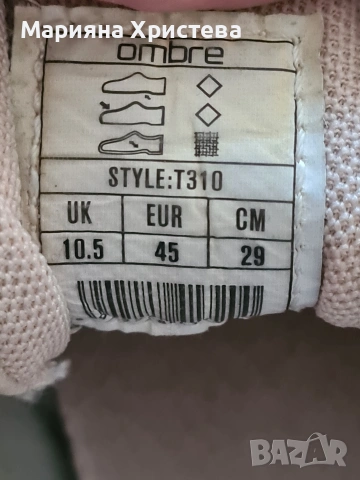 Марияна Христева
ombre
STYLE:T310
UK EUR CM
10.5 45 29
BAZAR